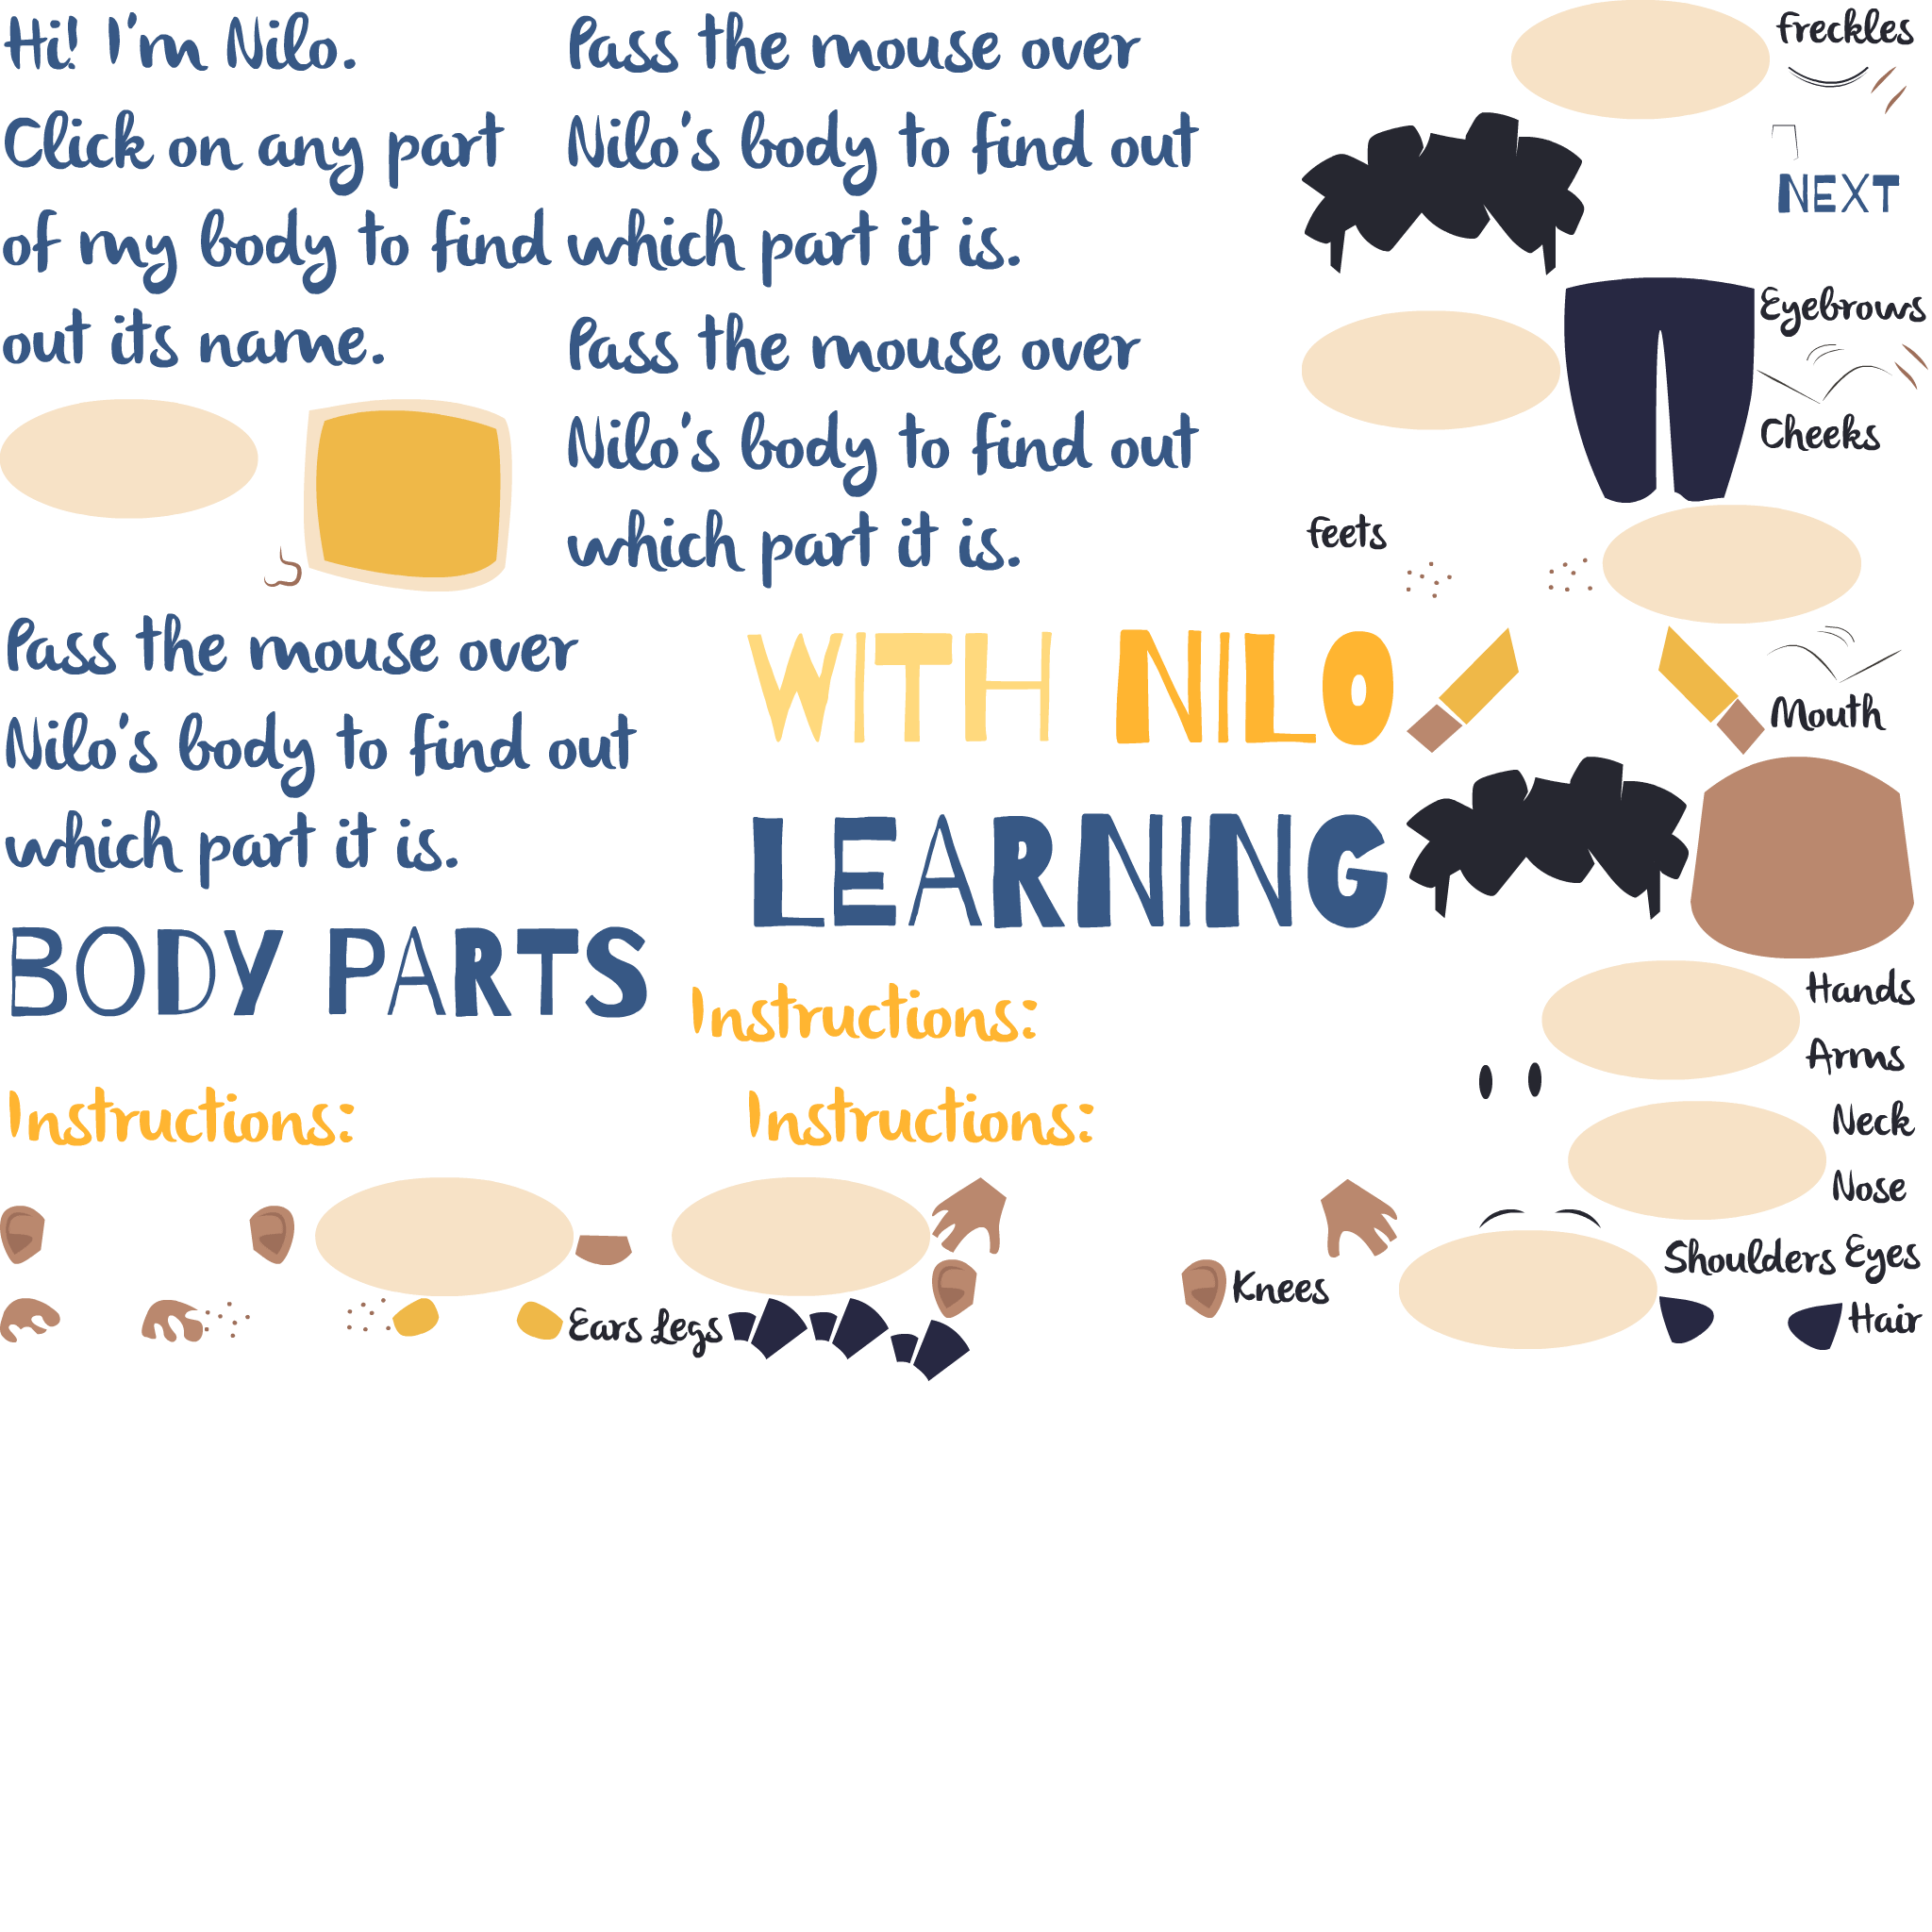 Hi! I'm Nilo.
Click on any part
of my body to find
out its name.
Pass the mouse over
Nilo's body to find out
which part it is.
Pass the mouse over
Nilo's body to find out
which part it is.
freckles
NEXT
Eyebrows
Cheeks
feets
Pass the mouse over
Nilo's body to find out
which part it is.
WITH NILO
Mouth
LEARNING
BODY PARTS
Instructions:
Hands
Arms
Instructions:
Instructions:
Neck
Nose
Shoulders
Eyes
Knees
Ears
Legs
Hair